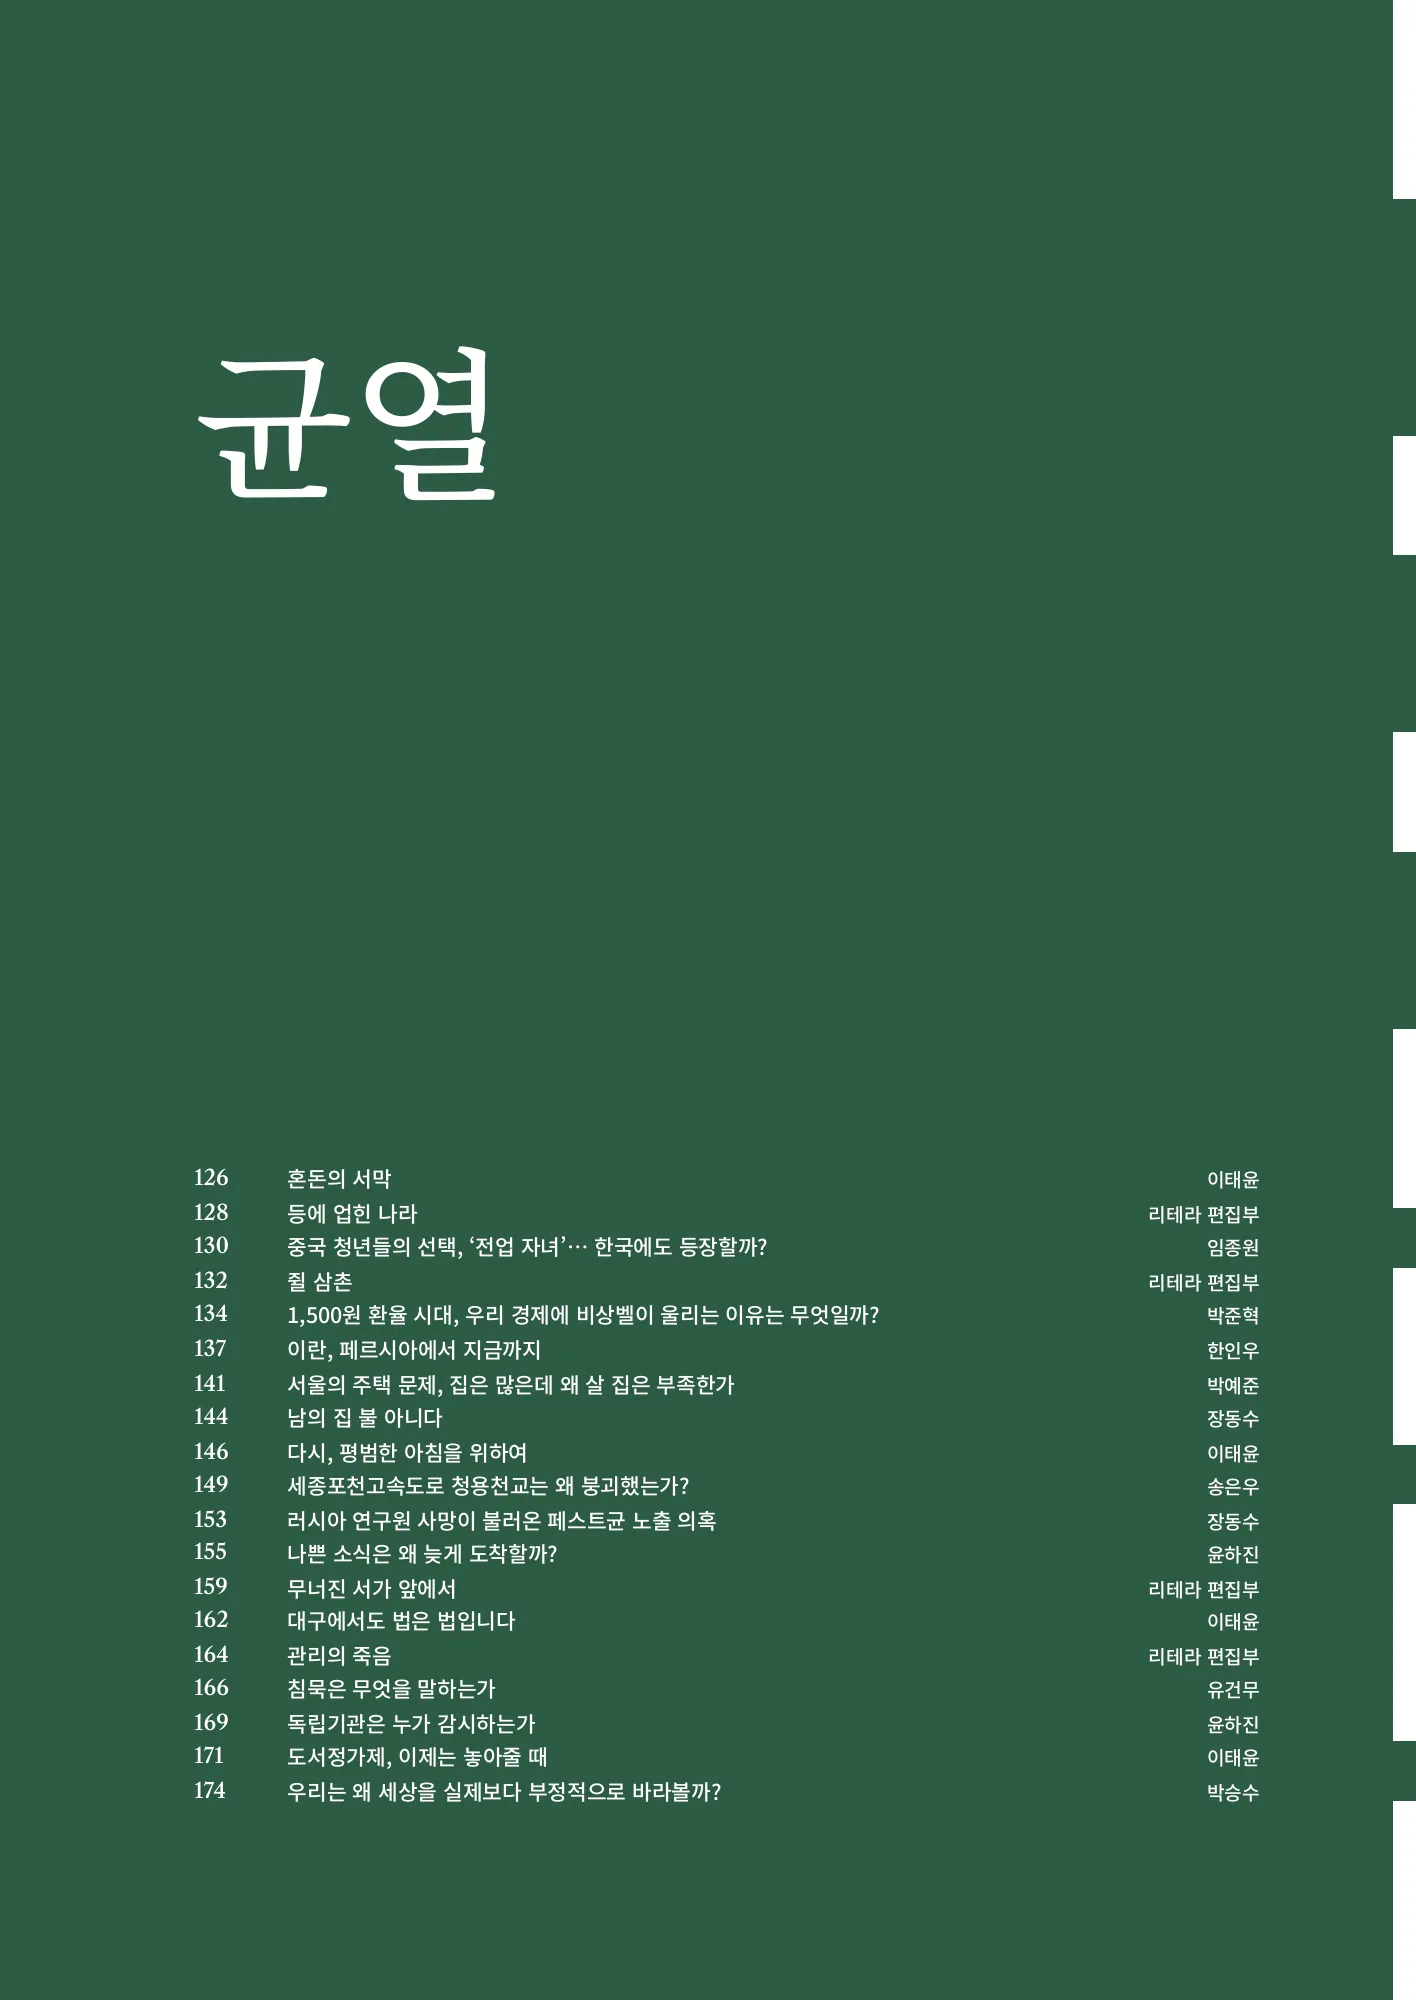 균열
126 혼돈의 서막 이태윤
128 등에 업힌 나라 리테라 편집부
130 중국 청년들의 선택, ‘전업 자녀’… 한국에도 등장할까? 임종원
132 쥘 삼촌 리테라 편집부
134 1,500원 환율 시대, 우리 경제에 비상벨이 울리는 이유는 무엇일까? 박준혁
137 이란, 페르시아에서 지금까지 한인우
141 서울의 주택 문제, 집은 많은데 왜 살 집은 부족한가 박예준
144 남의 집 불 아니다 장동수
146 다시, 평범한 아침을 위하여 이태윤
149 세종포천고속도로 청용천교는 왜 붕괴했는가? 송은우
153 러시아 연구원 사망이 불러온 페스트균 노출 의혹 장동수
155 나쁜 소식은 왜 늦게 도착할까? 윤하진
159 무너진 서가 앞에서 리테라 편집부
162 대구에서도 법은 법입니다 이태윤
164 관리의 죽음 리테라 편집부
166 침묵은 무엇을 말하는가 유건무
169 독립기관은 누가 감시하는가 윤하진
171 도서정가제, 이제는 놓아줄 때 이태윤
174 우리는 왜 세상을 실제보다 부정적으로 바라볼까? 박승수